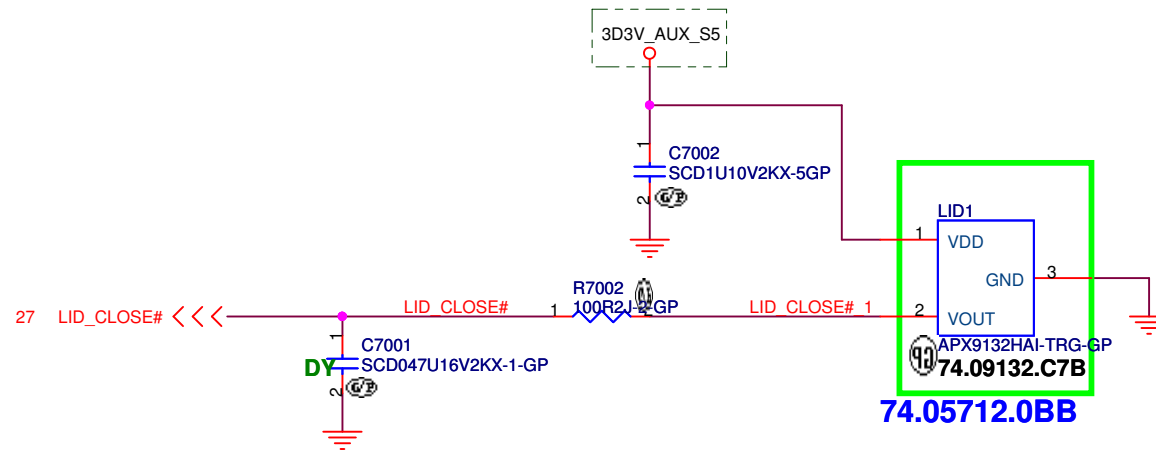 3D3V_AUX_S5
1
C7002
SCD1U10V2KX-5GP
2
G/P
LID1
1
VDD
GND
3
R7002
100R2J-2-GP
27
LID_CLOSE#
LID_CLOSE#
1
LID_CLOSE#_1
2
VOUT
1
C7001
SCD047U16V2KX-1-GP
DY
2
G/P
APX9132HAI-TRG-GP
74.09132.C7B
74.05712.0BB